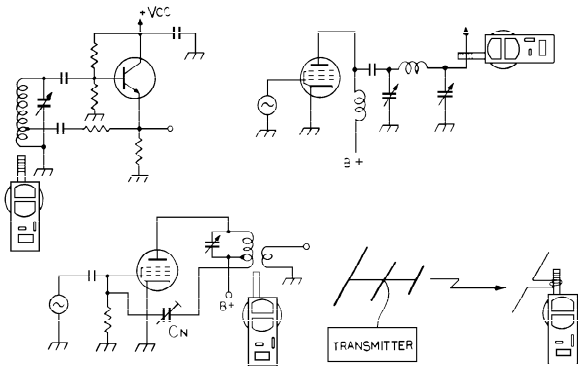 +VCC
B+
B+
CN
TRANSMITTER